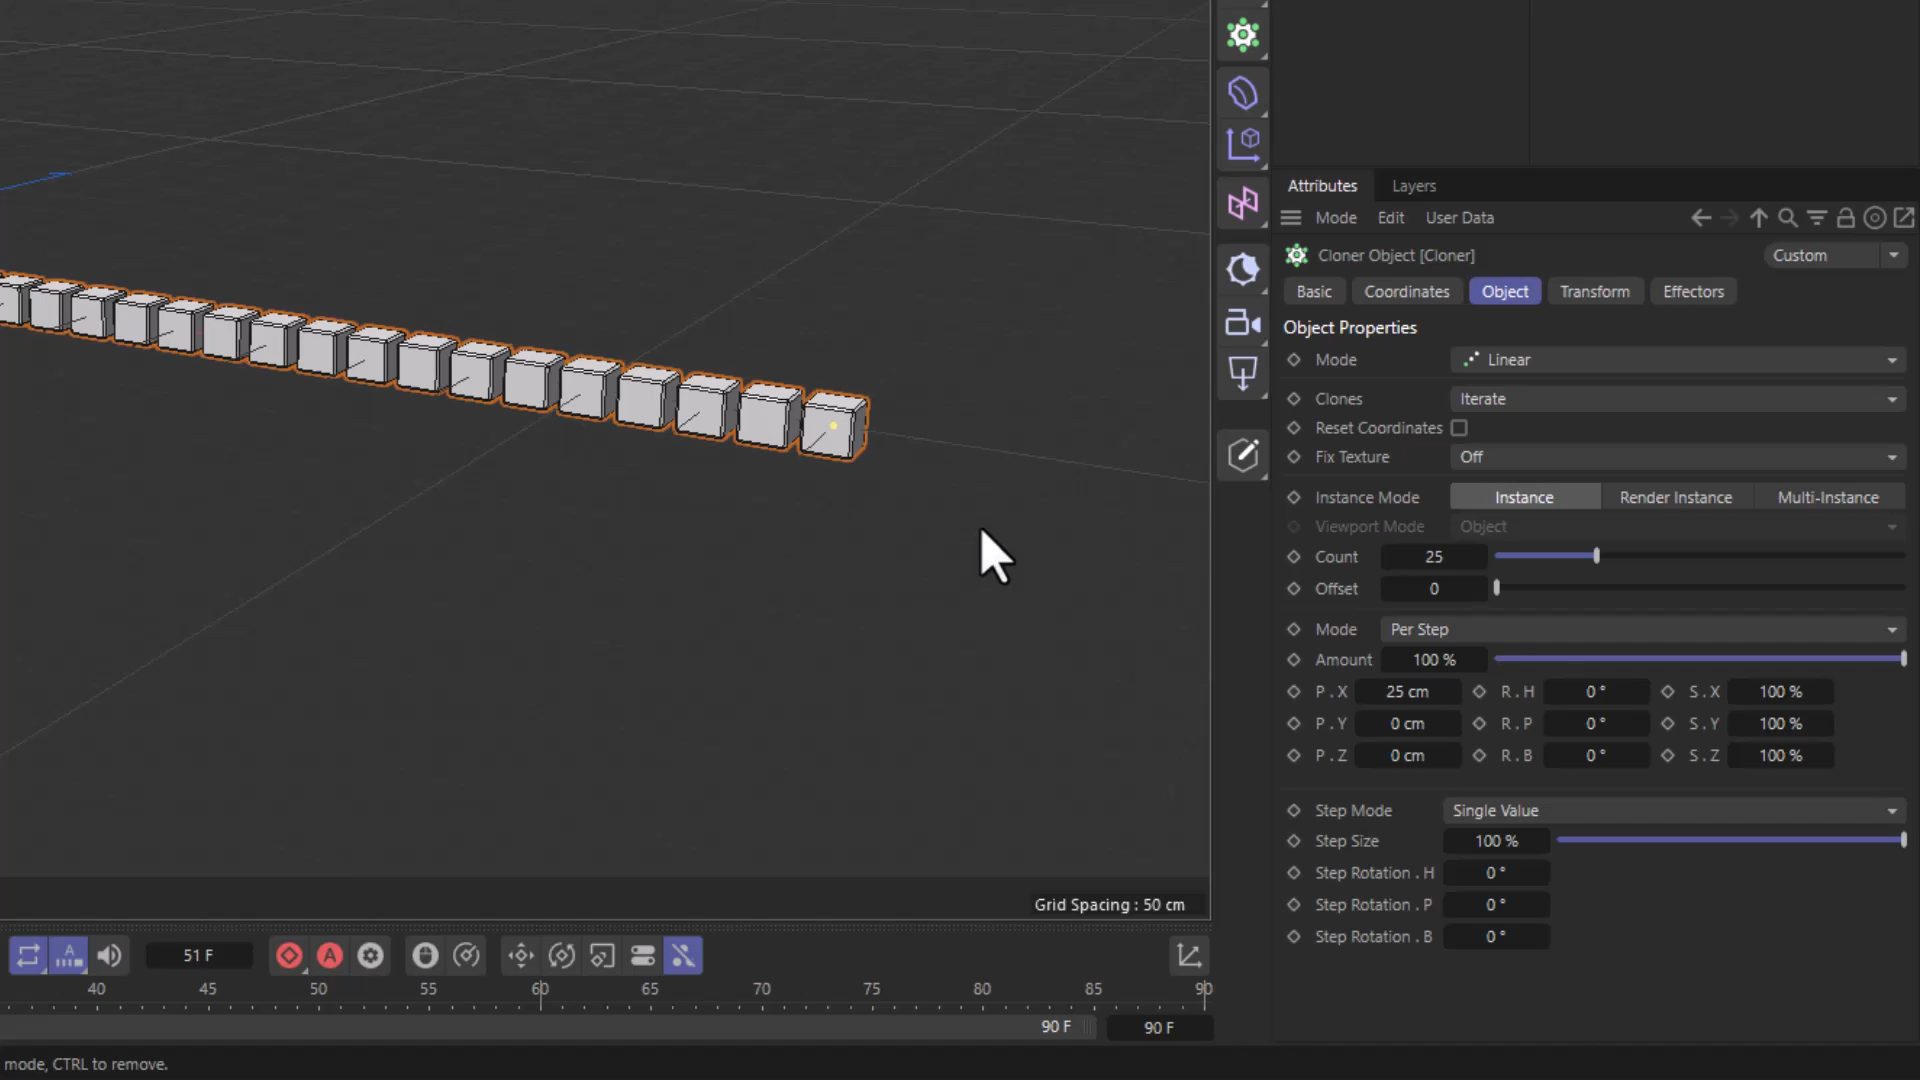 Attributes Layers
Mode Edit User Data
Cloner Object [Cloner] Custom
Basic Coordinates Object Transform Effectors
Object Properties
Mode Linear
Clones Iterate
Reset Coordinates
Fix Texture Off
Instance Mode Instance Render Instance Multi-Instance
Viewport Mode Object
Count 25
Offset 0
Mode Per Step
Amount 100 %
P . X 25 cm R . H 0 ° S . X 100 %
P . Y 0 cm R . P 0 ° S . Y 100 %
P . Z 0 cm R . B 0 ° S . Z 100 %
Step Mode Single Value
Step Size 100 %
Step Rotation . H 0 °
Step Rotation . P 0 °
Step Rotation . B 0 °
Grid Spacing : 50 cm
A 51 F A
40 45 50 55 60 65 70 75 80 85 90
90 F 90 F
mode, CTRL to remove.